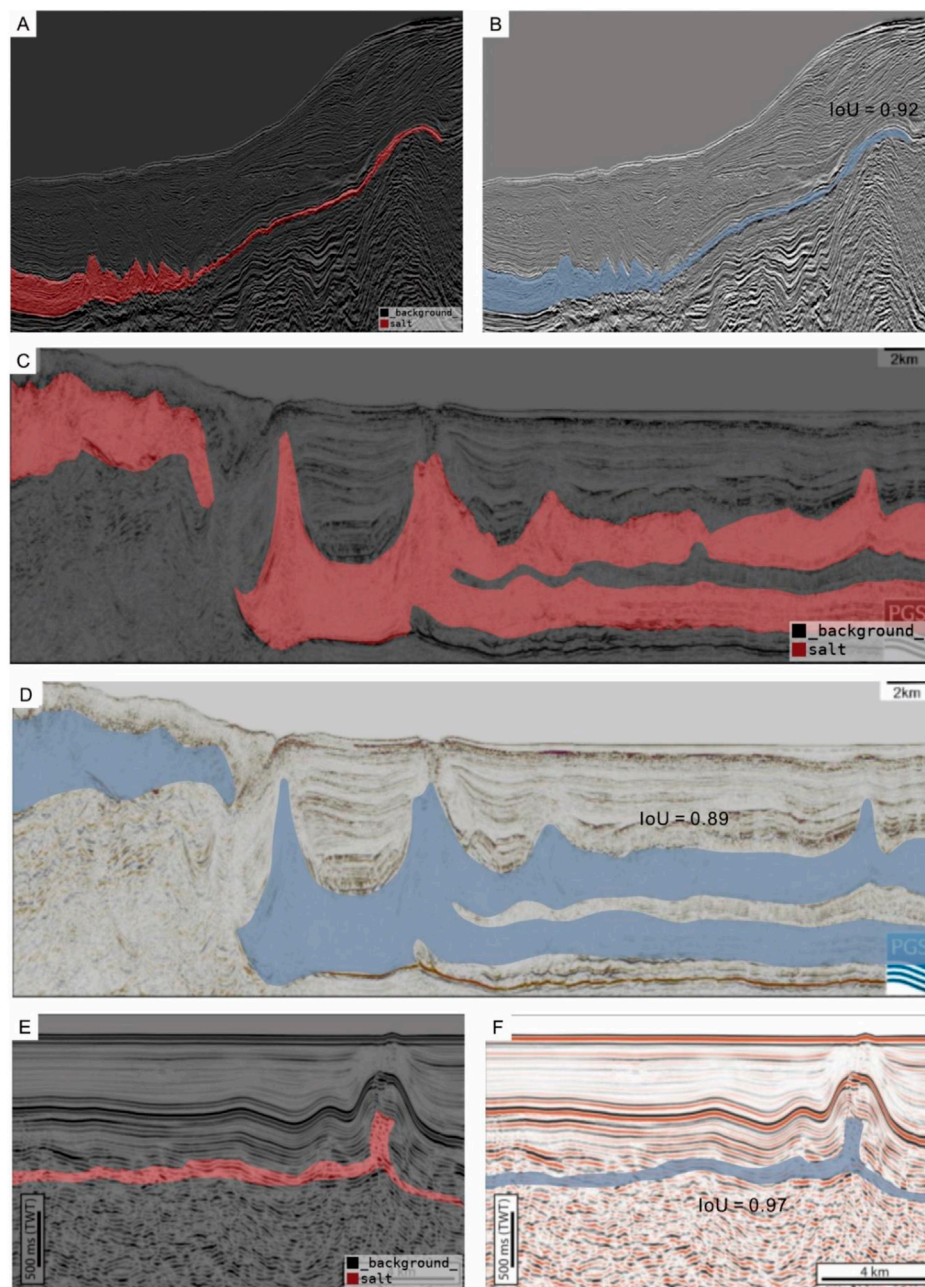 A
B
IoU = 0.92
_background_
salt
C
2km
PGS
_background_
salt
D
2km
IoU = 0.89
PGS
E
F
500 ms (TWT)
_background_
salt
IoU = 0.97
500 ms (TWT)
4 km